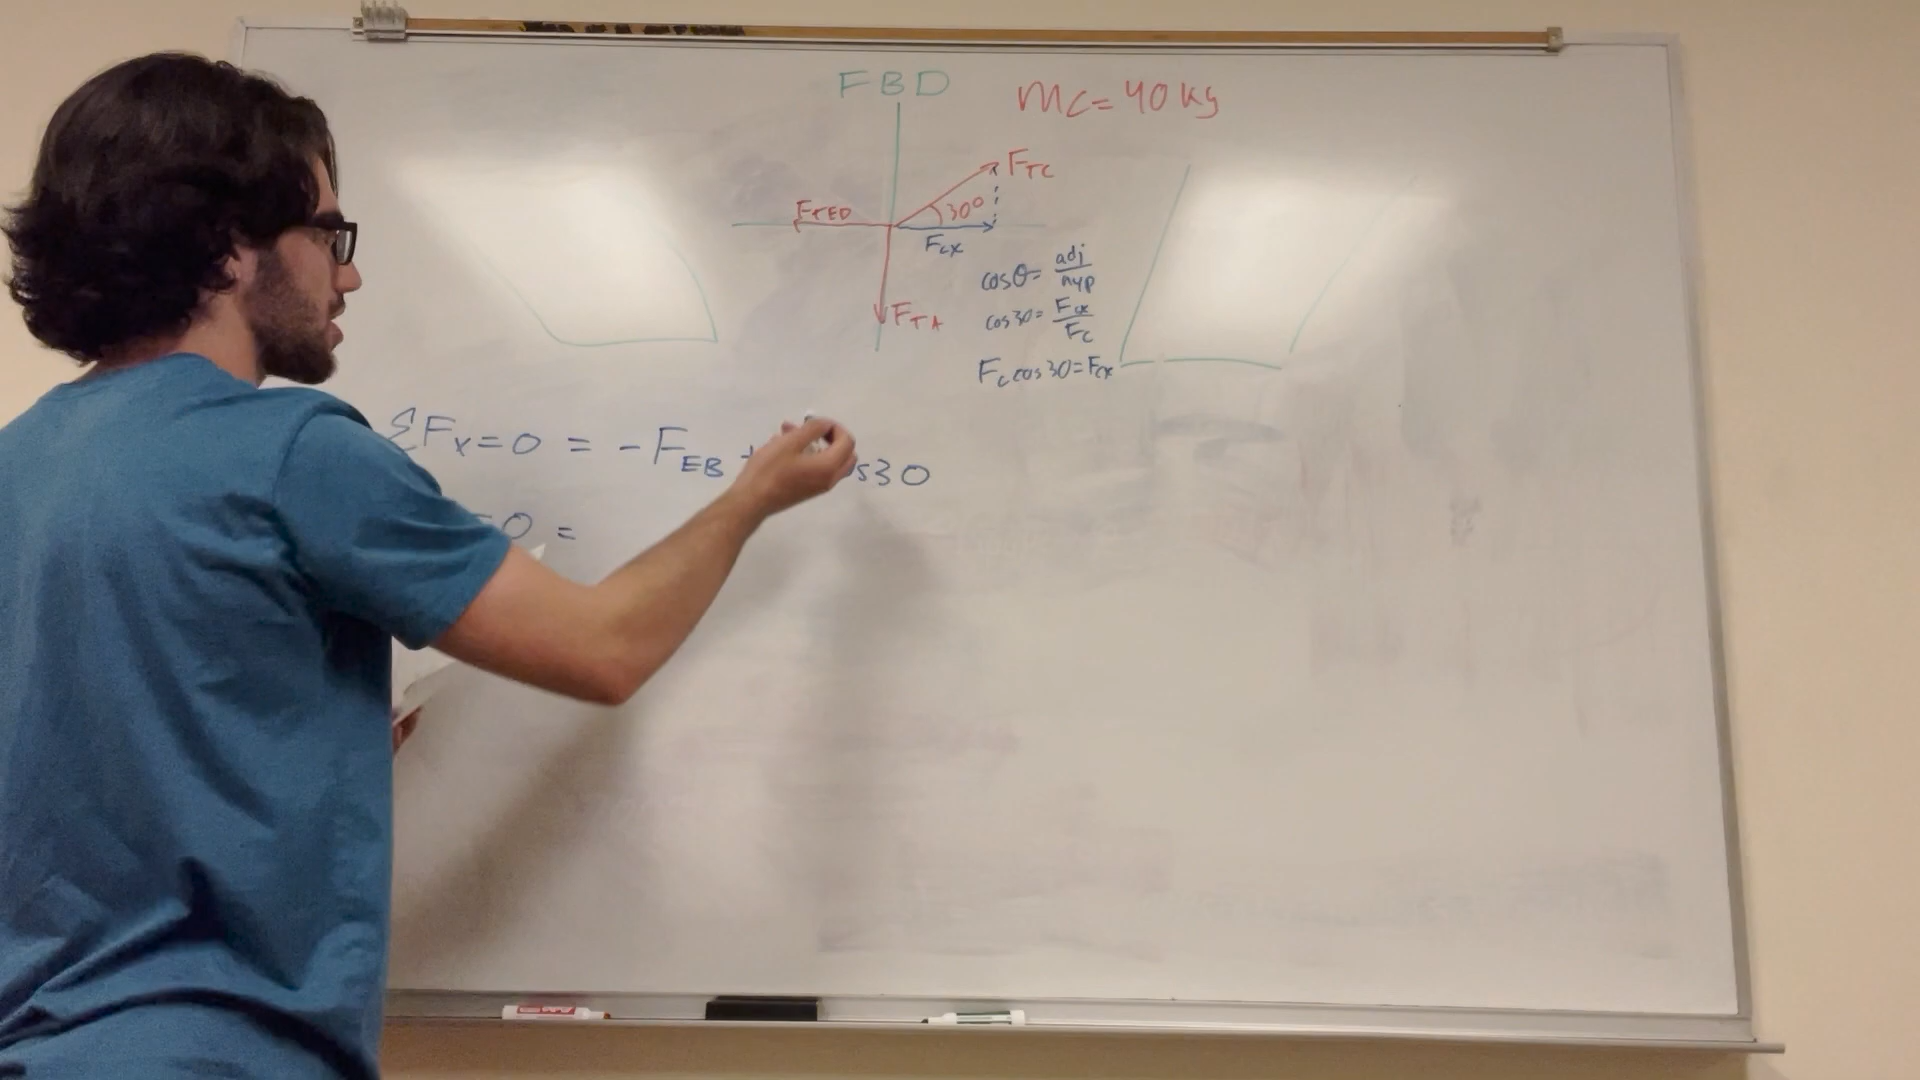 FBD
mc = 40 kg
FTC
30°
FCX
FTA
cosθ = adj/hyp
cos30 = Fcx/Fc
Fc cos30 = Fcx
ΣFx = 0 = -FEB + s30
=0 =